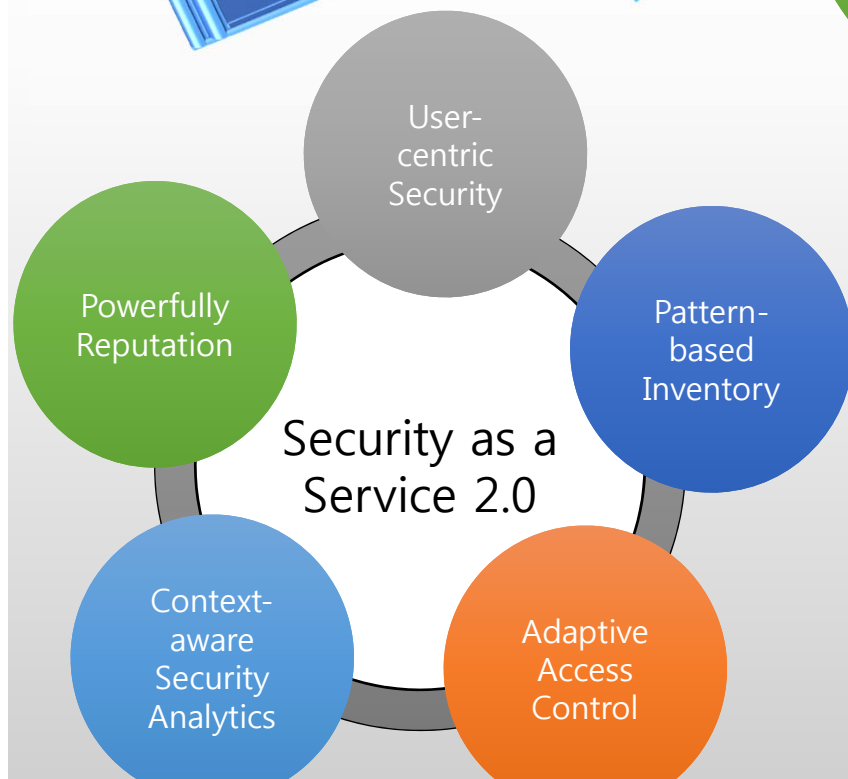 User-
centric
Security
Powerfully
Reputation
Pattern-
based
Inventory
Security as a
Service 2.0
Context-
aware
Security
Analytics
Adaptive
Access
Control